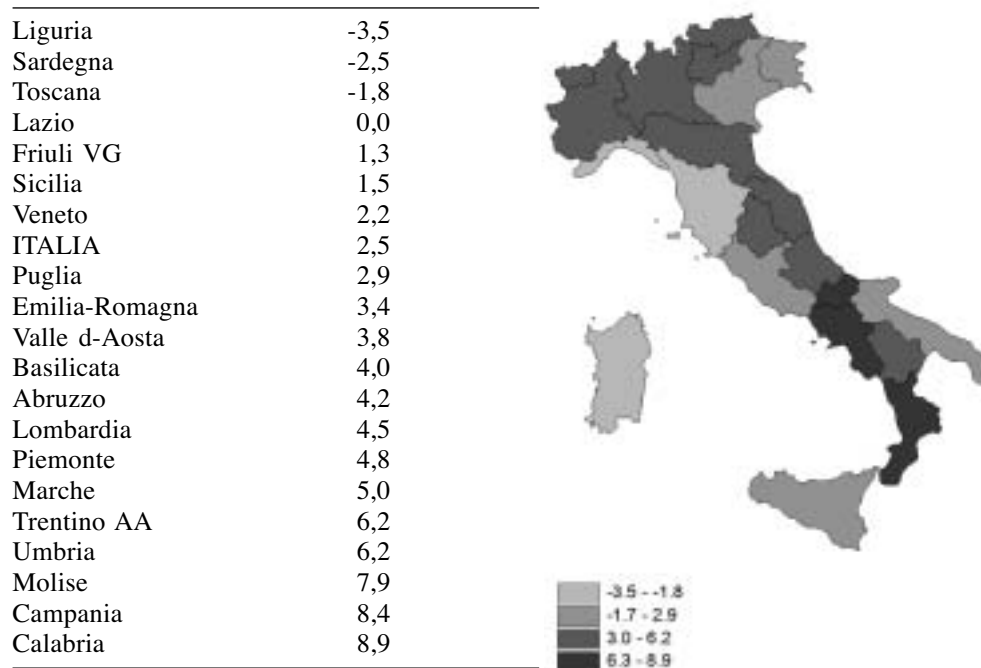 Liguria -3,5
Sardegna -2,5
Toscana -1,8
Lazio 0,0
Friuli VG 1,3
Sicilia 1,5
Veneto 2,2
ITALIA 2,5
Puglia 2,9
Emilia-Romagna 3,4
Valle d-Aosta 3,8
Basilicata 4,0
Abruzzo 4,2
Lombardia 4,5
Piemonte 4,8
Marche 5,0
Trentino AA 6,2
Umbria 6,2
Molise 7,9
Campania 8,4
Calabria 8,9
-3.5 - -1.8
-1.7 - 2.9
3.0 - 6.2
6.3 - 8.9